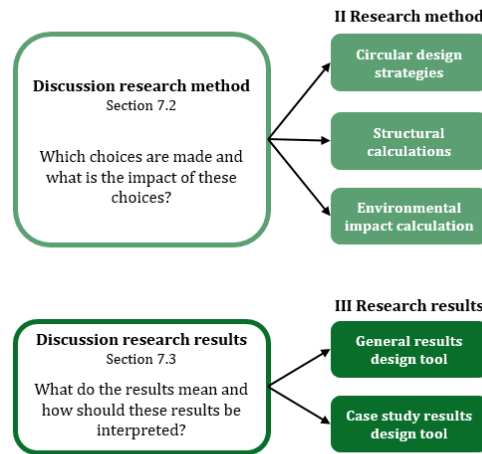 II Research method
Discussion research method
Section 7.2
Which choices are made and
what is the impact of these
choices?
Circular design
strategies
Structural
calculations
Environmental
impact calculation
III Research results
Discussion research results
Section 7.3
What do the results mean and
how should these results be
interpreted?
General results
design tool
Case study results
design tool